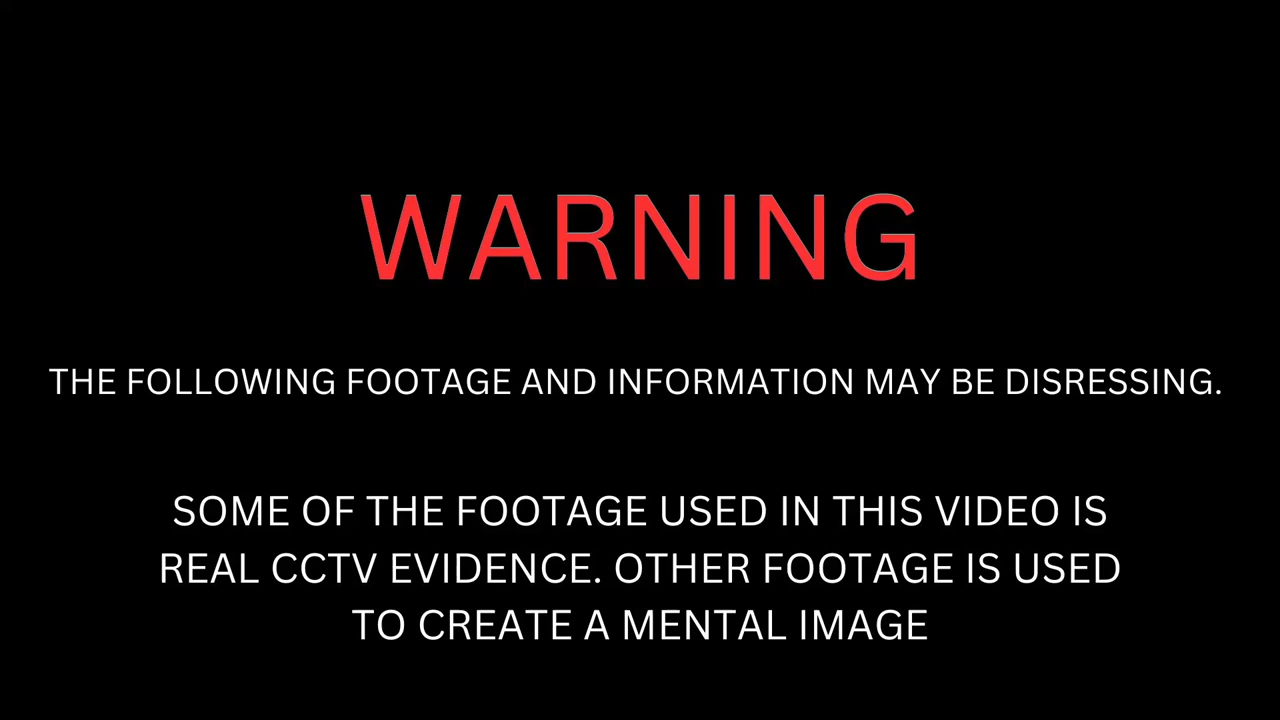 WARNING
THE FOLLOWING FOOTAGE AND INFORMATION MAY BE DISRESSING.
SOME OF THE FOOTAGE USED IN THIS VIDEO IS
REAL CCTV EVIDENCE. OTHER FOOTAGE IS USED
TO CREATE A MENTAL IMAGE